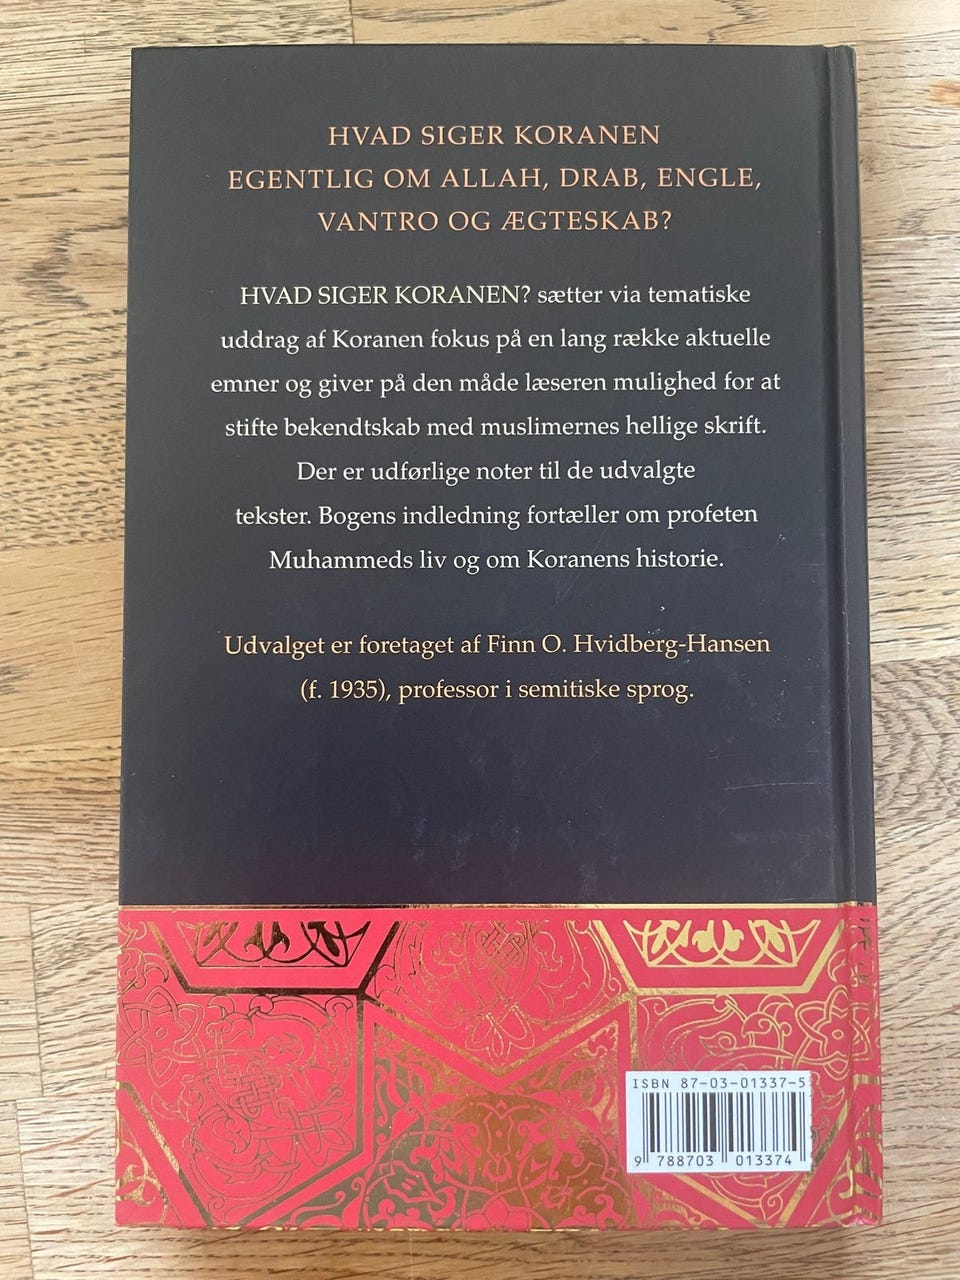 HVAD SIGER KORANEN
EGENTLIG OM ALLAH, DRAB, ENGLE,
VANTRO OG ÆGTESKAB?
HVAD SIGER KORANEN? sætter via tematiske
uddrag af Koranen fokus på en lang række aktuelle
emner og giver på den måde læseren mulighed for at
stifte bekendtskab med muslimernes hellige skrift.
Der er udførlige noter til de udvalgte
tekster. Bogens indledning fortæller om profeten
Muhammeds liv og om Koranens historie.
Udvalget er foretaget af Finn O. Hvidberg-Hansen
(f. 1935), professor i semitiske sprog.
ISBN 87-03-01337-5
9 788703 013374